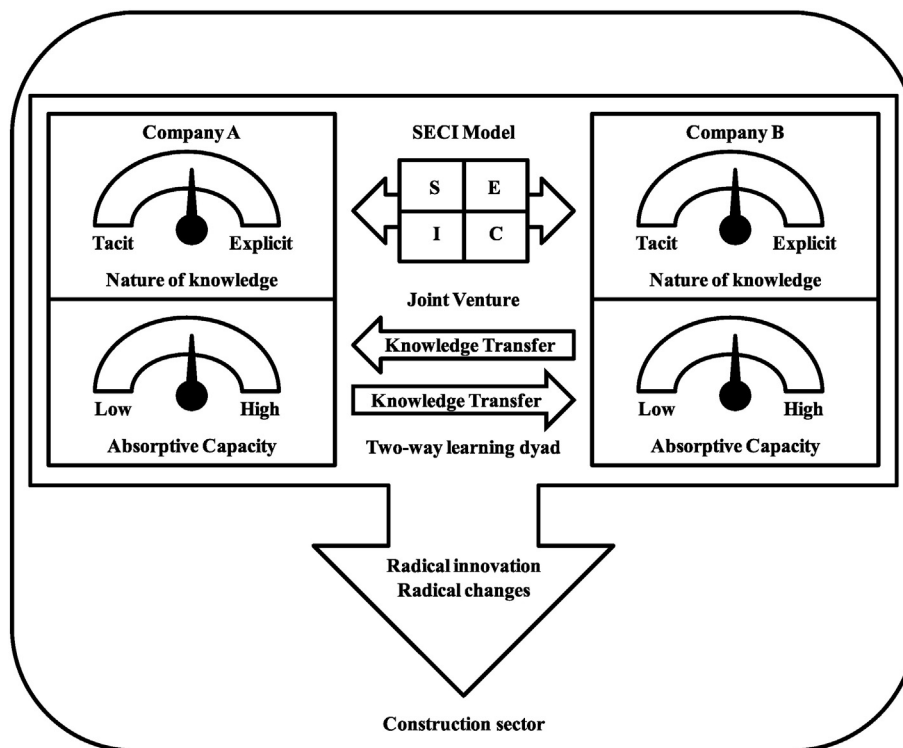 Company A
Tacit Explicit
Nature of knowledge
Low High
Absorptive Capacity
SECI Model
S E
I C
Joint Venture
Knowledge Transfer
Knowledge Transfer
Two-way learning dyad
Company B
Tacit Explicit
Nature of knowledge
Low High
Absorptive Capacity
Radical innovation
Radical changes
Construction sector